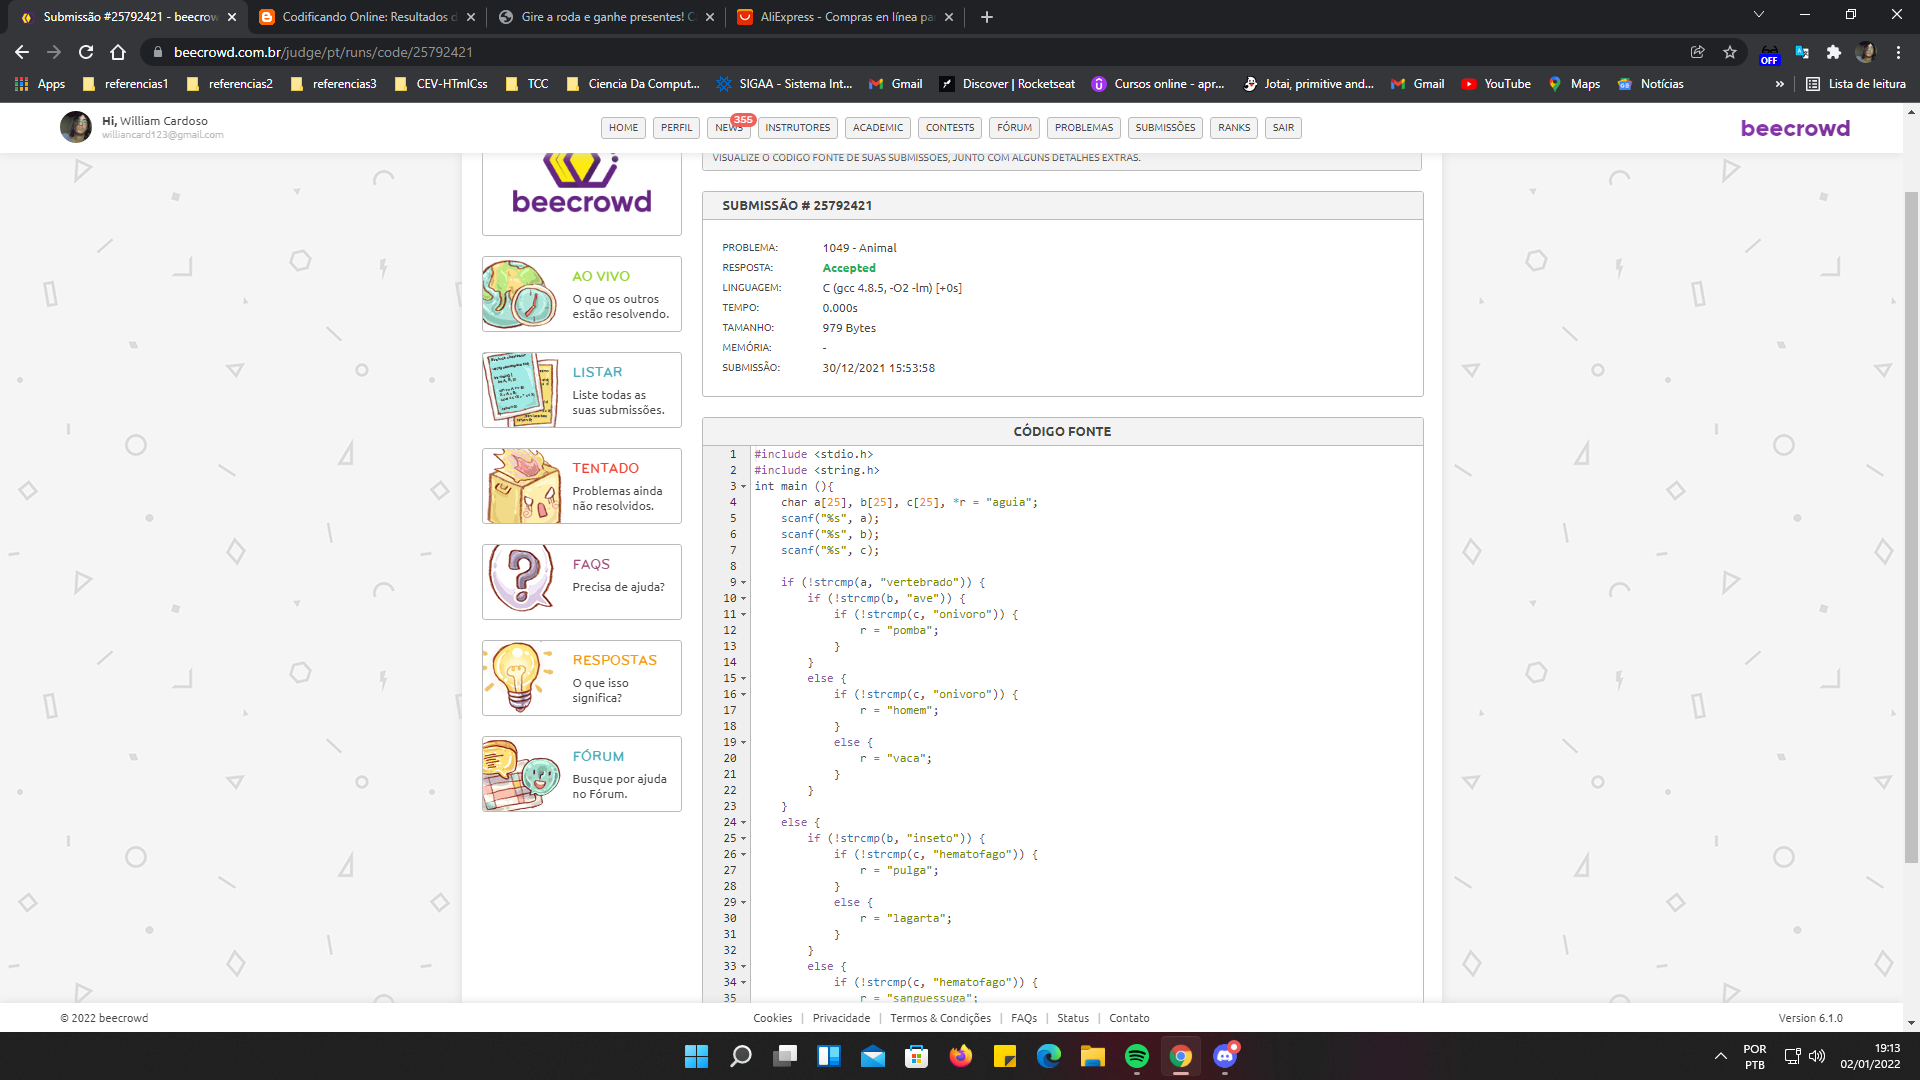 Submissão #25792421 - beecrow
Codificando Online: Resultados d
Gire a roda e ganhe presentes! C
AliExpress - Compras en línea pa
beecrowd.com.br/judge/pt/runs/code/25792421
OFF
Apps
referencias1
referencias2
referencias3
CEV-HTmlCss
TCC
Ciencia Da Comput...
SIGAA - Sistema Int...
Gmail
Discover | Rocketseat
Cursos online - apr...
Jotai, primitive and...
Gmail
YouTube
Maps
Notícias
»
Lista de leitura
Hi, William Cardoso
williancard123@gmail.com
HOME
PERFIL
NEWS
355
INSTRUTORES
ACADEMIC
CONTESTS
FÓRUM
PROBLEMAS
SUBMISSÕES
RANKS
SAIR
beecrowd
beecrowd
AO VIVO
O que os outros
estão resolvendo.
LISTAR
Liste todas as
suas submissões.
TENTADO
Problemas ainda
não resolvidos.
FAQS
Precisa de ajuda?
RESPOSTAS
O que isso
significa?
FÓRUM
Busque por ajuda
no Fórum.
VISUALIZE O CÓDIGO FONTE DE SUAS SUBMISSÕES, JUNTO COM ALGUNS DETALHES EXTRAS.
SUBMISSÃO # 25792421
PROBLEMA: 1049 - Animal
RESPOSTA: Accepted
LINGUAGEM: C (gcc 4.8.5, -O2 -lm) [+0s]
TEMPO: 0.000s
TAMANHO: 979 Bytes
MEMÓRIA: -
SUBMISSÃO: 30/12/2021 15:53:58
CÓDIGO FONTE
1 #include <stdio.h>
2 #include <string.h>
3 int main (){
4 char a[25], b[25], c[25], *r = "aguia";
5 scanf("%s", a);
6 scanf("%s", b);
7 scanf("%s", c);
8
9 if (!strcmp(a, "vertebrado")) {
10 if (!strcmp(b, "ave")) {
11 if (!strcmp(c, "onivoro")) {
12 r = "pomba";
13 }
14 }
15 else {
16 if (!strcmp(c, "onivoro")) {
17 r = "homem";
18 }
19 else {
20 r = "vaca";
21 }
22 }
23 }
24 else {
25 if (!strcmp(b, "inseto")) {
26 if (!strcmp(c, "hematofago")) {
27 r = "pulga";
28 }
29 else {
30 r = "lagarta";
31 }
32 }
33 else {
34 if (!strcmp(c, "hematofago")) {
35 r = "sanguessuga";
© 2022 beecrowd
Cookies | Privacidade | Termos & Condições | FAQs | Status | Contato
Version 6.1.0
POR
PTB
19:13
02/01/2022